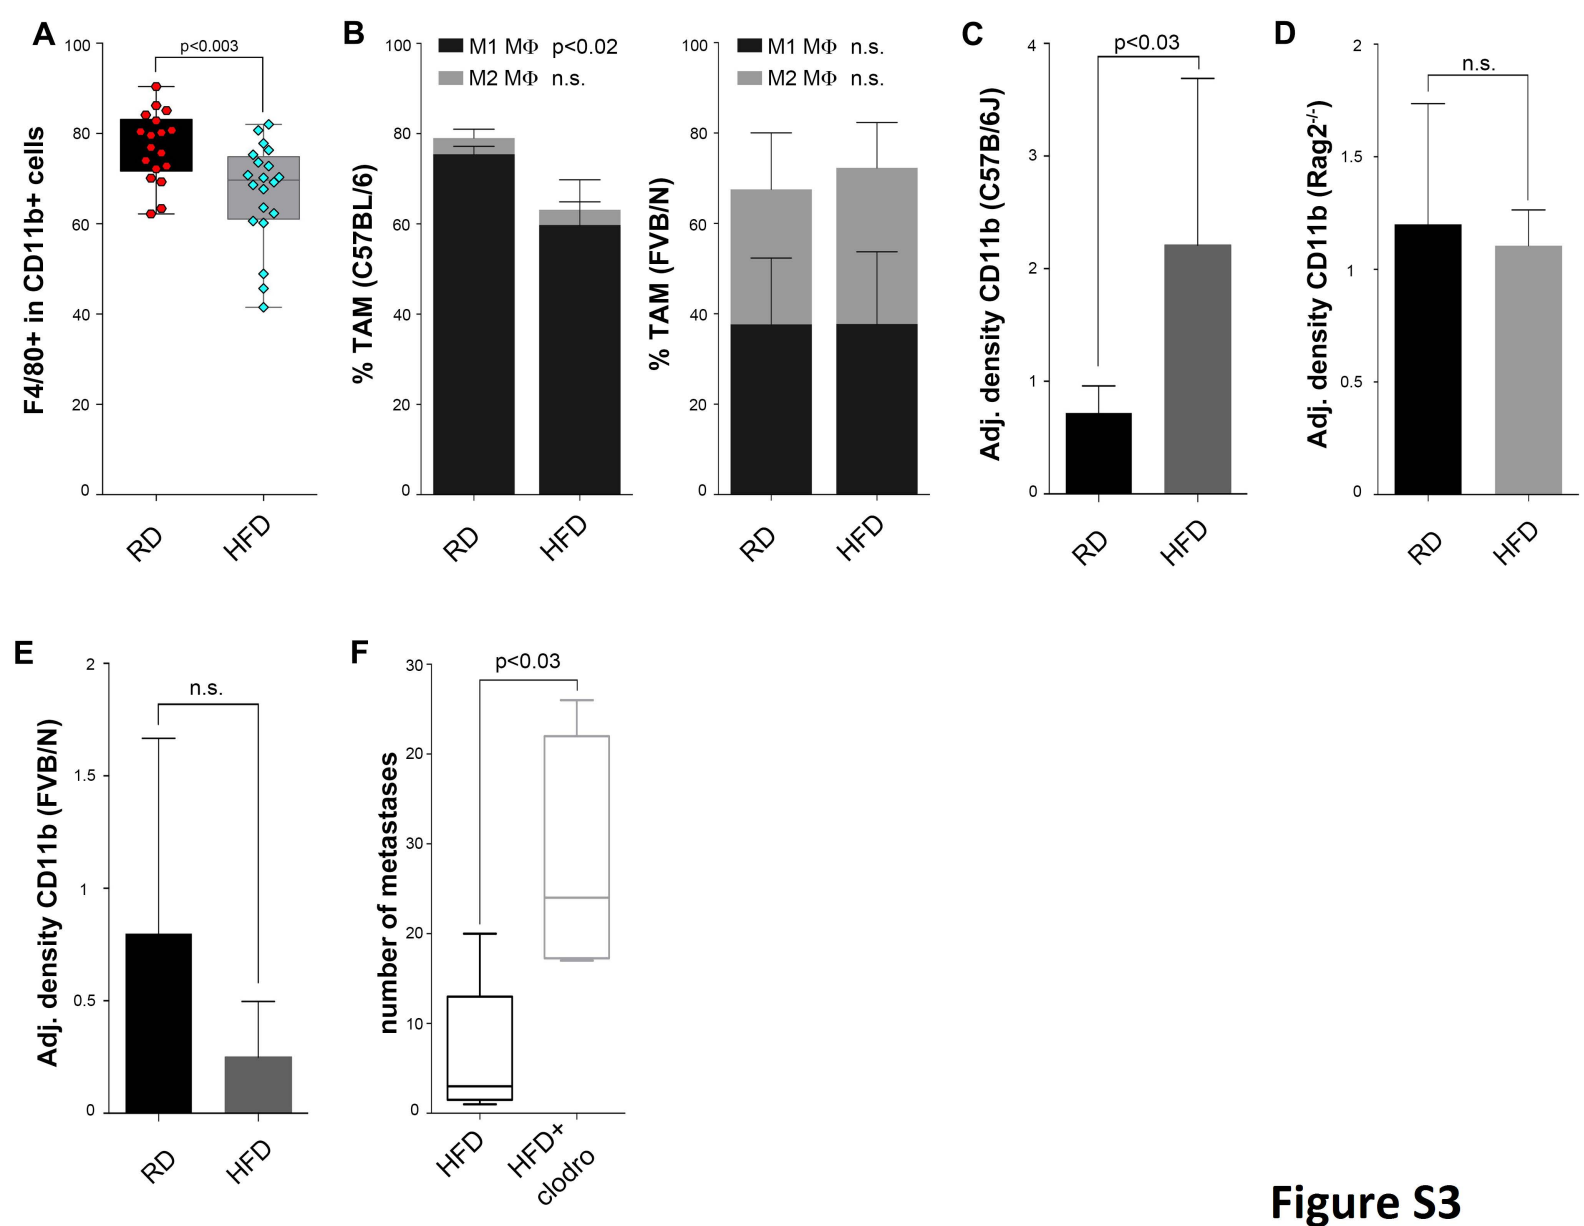 A
p<0.003
F4/80+ in CD11b+ cells
100
80
60
40
20
0
RD
HFD
B
M1 MΦ p<0.02
M2 MΦ n.s.
% TAM (C57BL/6)
100
80
60
40
20
0
RD
HFD
M1 MΦ n.s.
M2 MΦ n.s.
% TAM (FVB/N)
100
80
60
40
20
0
RD
HFD
C
p<0.03
Adj. density CD11b (C57B/6J)
4
3
2
1
0
RD
HFD
D
n.s.
Adj. density CD11b (Rag2-/-)
2
1.5
1
0.5
0
RD
HFD
E
n.s.
Adj. density CD11b (FVB/N)
2
1.5
1
0.5
0
RD
HFD
F
p<0.03
number of metastases
30
20
30
20
10
0
HFD
HFD+
clodro
Figure S3